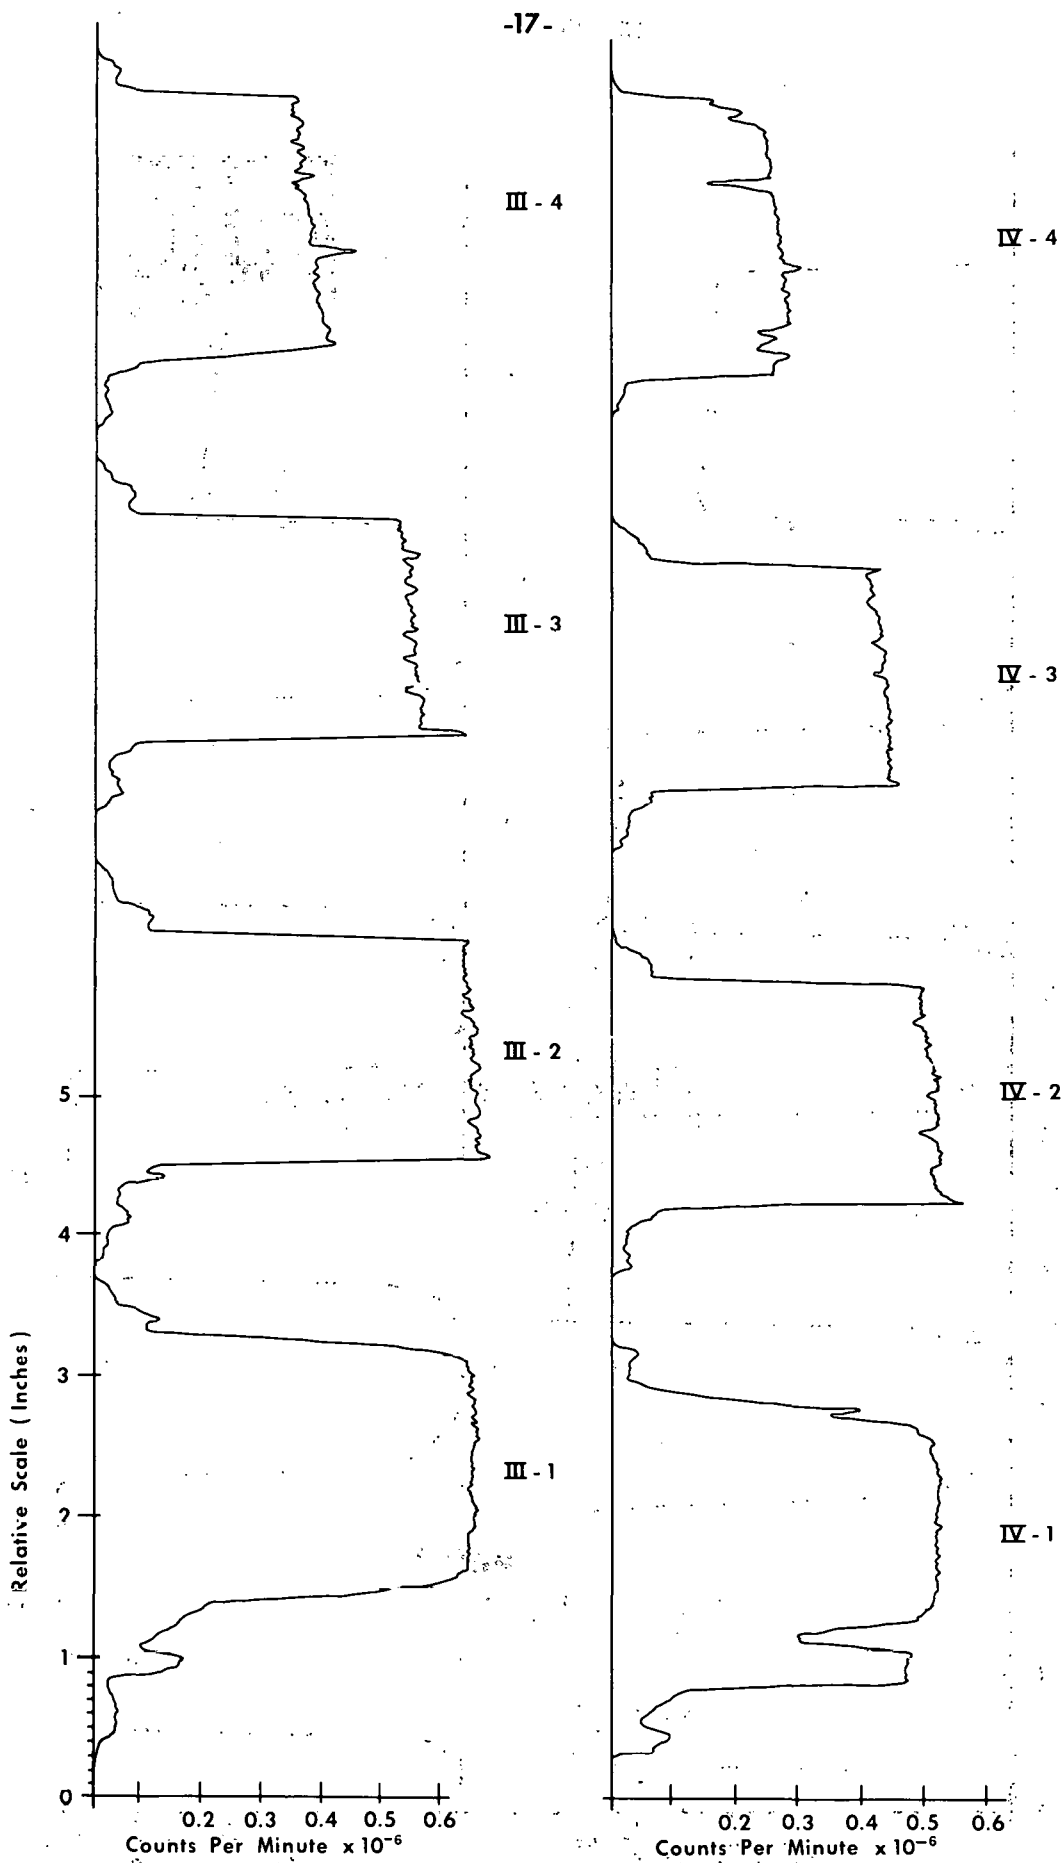 -17-
III - 4
IV - 4
III - 3
IV - 3
III - 2
IV - 2
III - 1
IV - 1
5
4
3
2
1
0
Relative Scale (Inches)
0.2 0.3 0.4 0.5 0.6
Counts Per Minute x 10⁻⁶
0.2 0.3 0.4 0.5 0.6
Counts Per Minute x 10⁻⁶